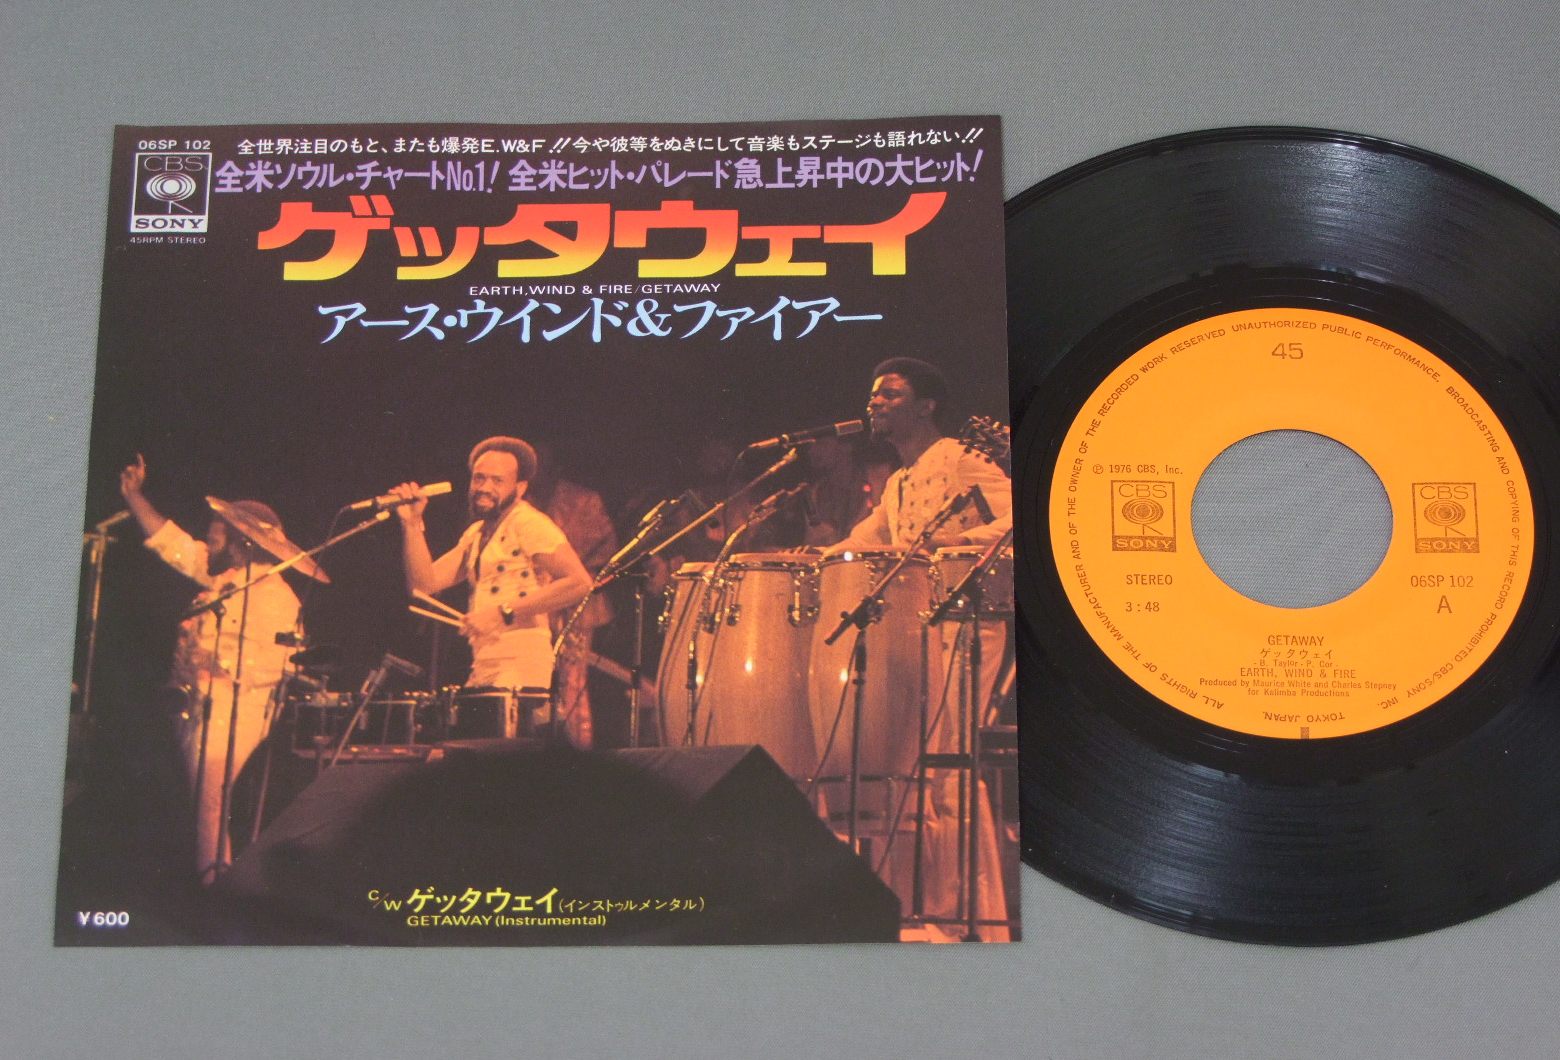 06SP 102
CBS
SONY
45RPM STEREO
全世界注目のもと、またも爆発E.W&F.!!今や彼等をぬきにして音楽もステージも語れない!!
全米ソウル・チャートNo.1! 全米ヒット・パレード急上昇中の大ヒット!
ゲッタウェイ
EARTH, WIND & FIRE/GETAWAY
アース・ウインド&ファイアー
c/w ゲッタウェイ(インストゥルメンタル)
GETAWAY (Instrumental)
¥600
ALL RIGHTS OF THE MANUFACTURER AND OF THE OWNER OF THE RECORDED WORK RESERVED UNAUTHORIZED PUBLIC PERFORMANCE, BROADCASTING AND COPYING OF THIS RECORD PROHIBITED CBS/SONY INC. TOKYO JAPAN.
45
℗ 1976 CBS, Inc.
CBS
SONY
CBS
SONY
STEREO
3:48
06SP 102
A
GETAWAY
ゲッタウェイ
- B. Taylor - P. Cor -
EARTH, WIND & FIRE
Produced by Maurice White and Charles Stepney
for Kalimba Productions